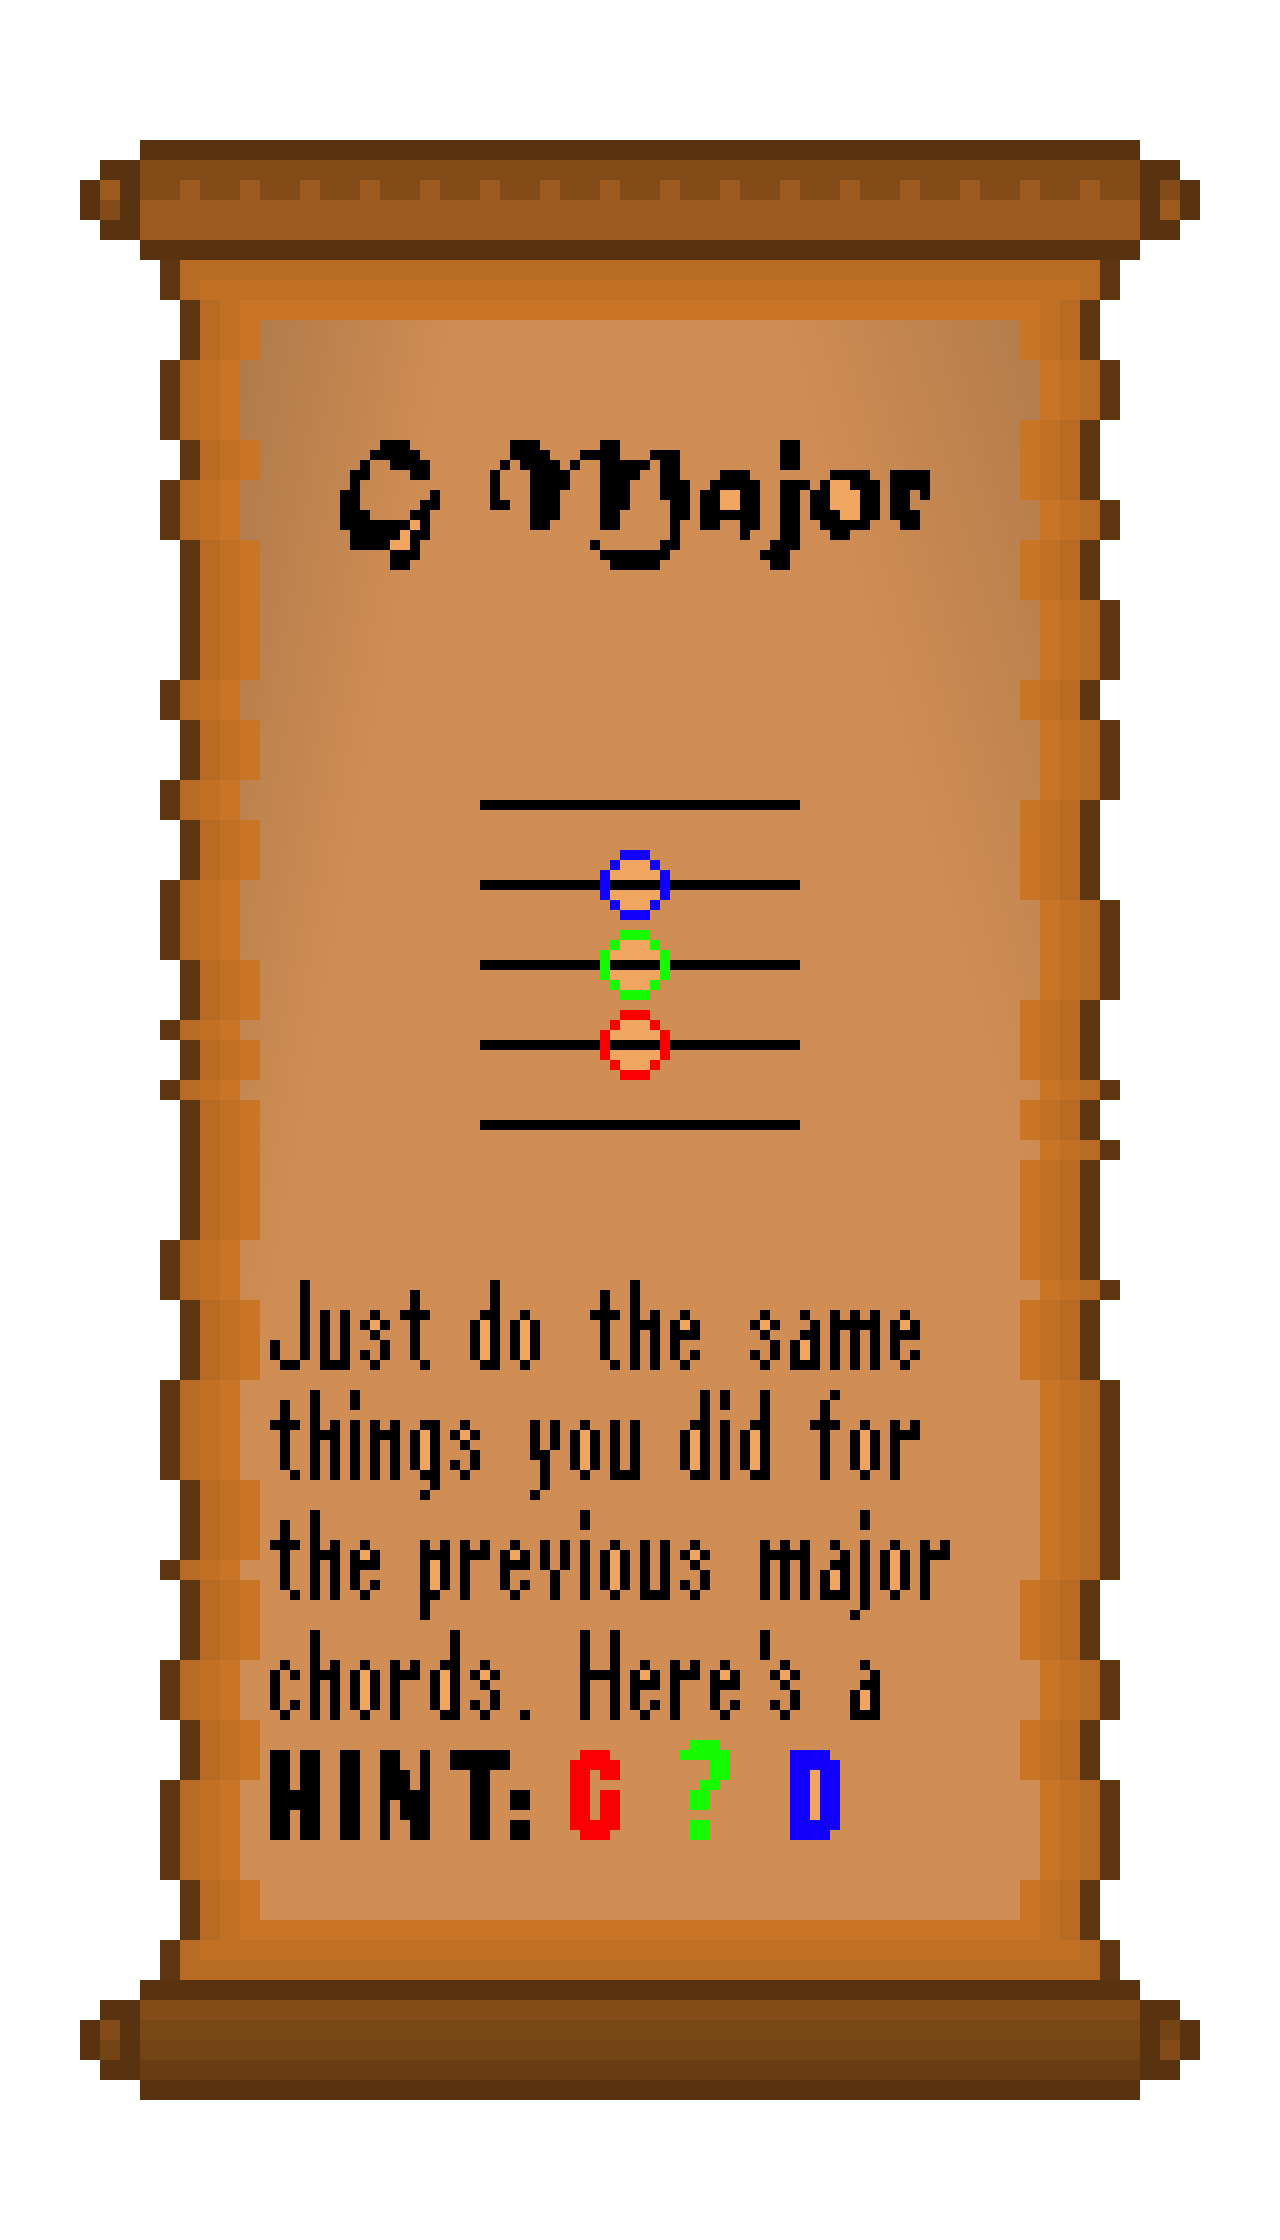 G Major
Just do the same
things you did for
the previous major
chords. Here's a
HINT: G ? D